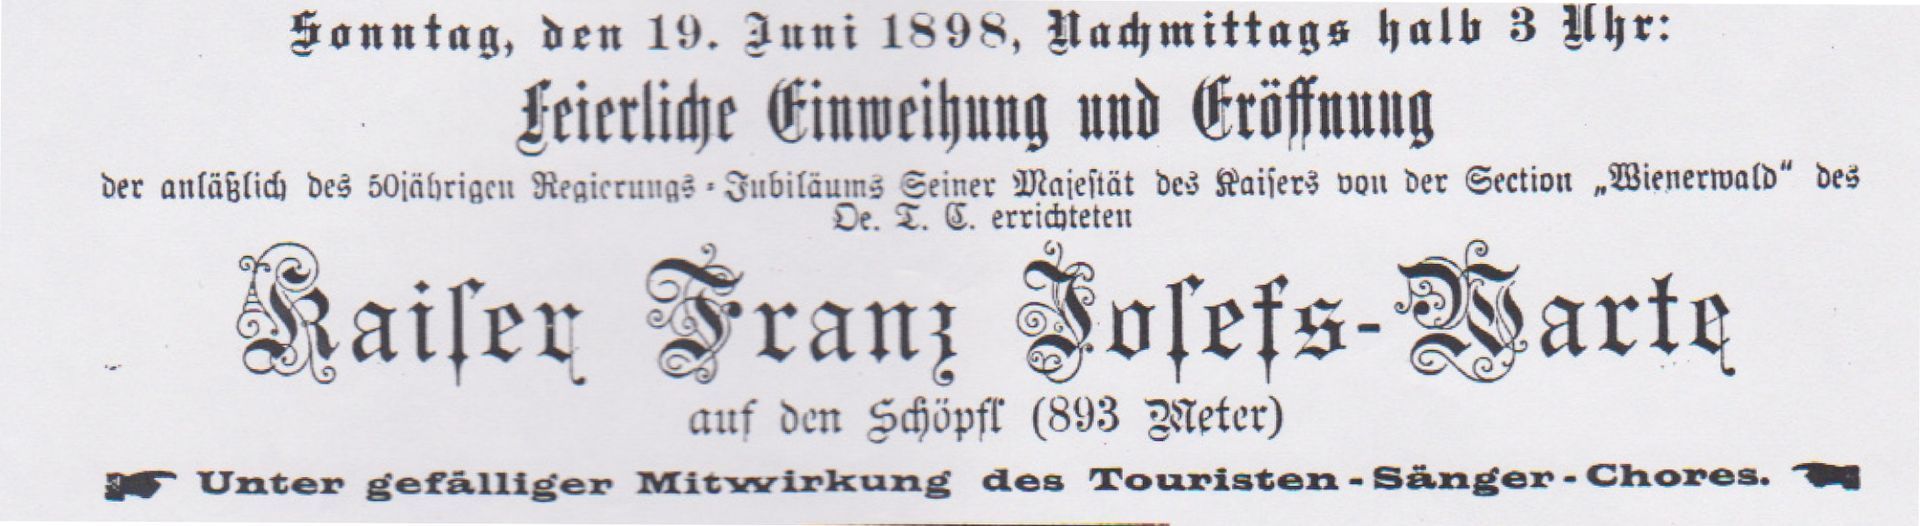 Sonntag, den 19. Juni 1898, Nachmittags halb 3 Uhr:
Feierliche Einweihung und Eröffnung
der anläßlich des 50jährigen Regierungs-Jubiläums Seiner Majestät des Kaisers von der Section „Wienerwald“ des
Oe. T. C. errichteten
Kaiser Franz Josefs-Warte
auf den Schöpfl (893 Meter)
Unter gefälliger Mitwirkung des Touristen-Sänger-Chores.